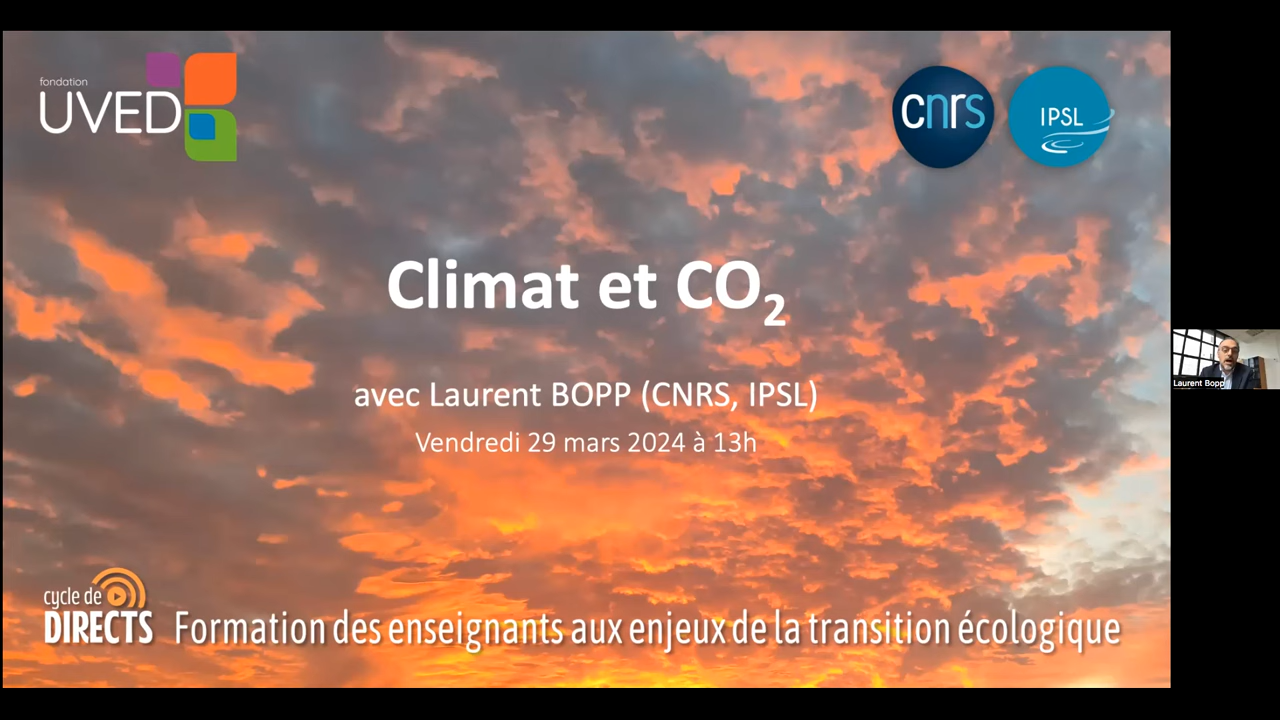 fondation
UVED
cnrs
IPSL
Climat et CO₂
avec Laurent BOPP (CNRS, IPSL)
Vendredi 29 mars 2024 à 13h
Laurent Bopp
cycle de
DIRECTS
Formation des enseignants aux enjeux de la transition écologique